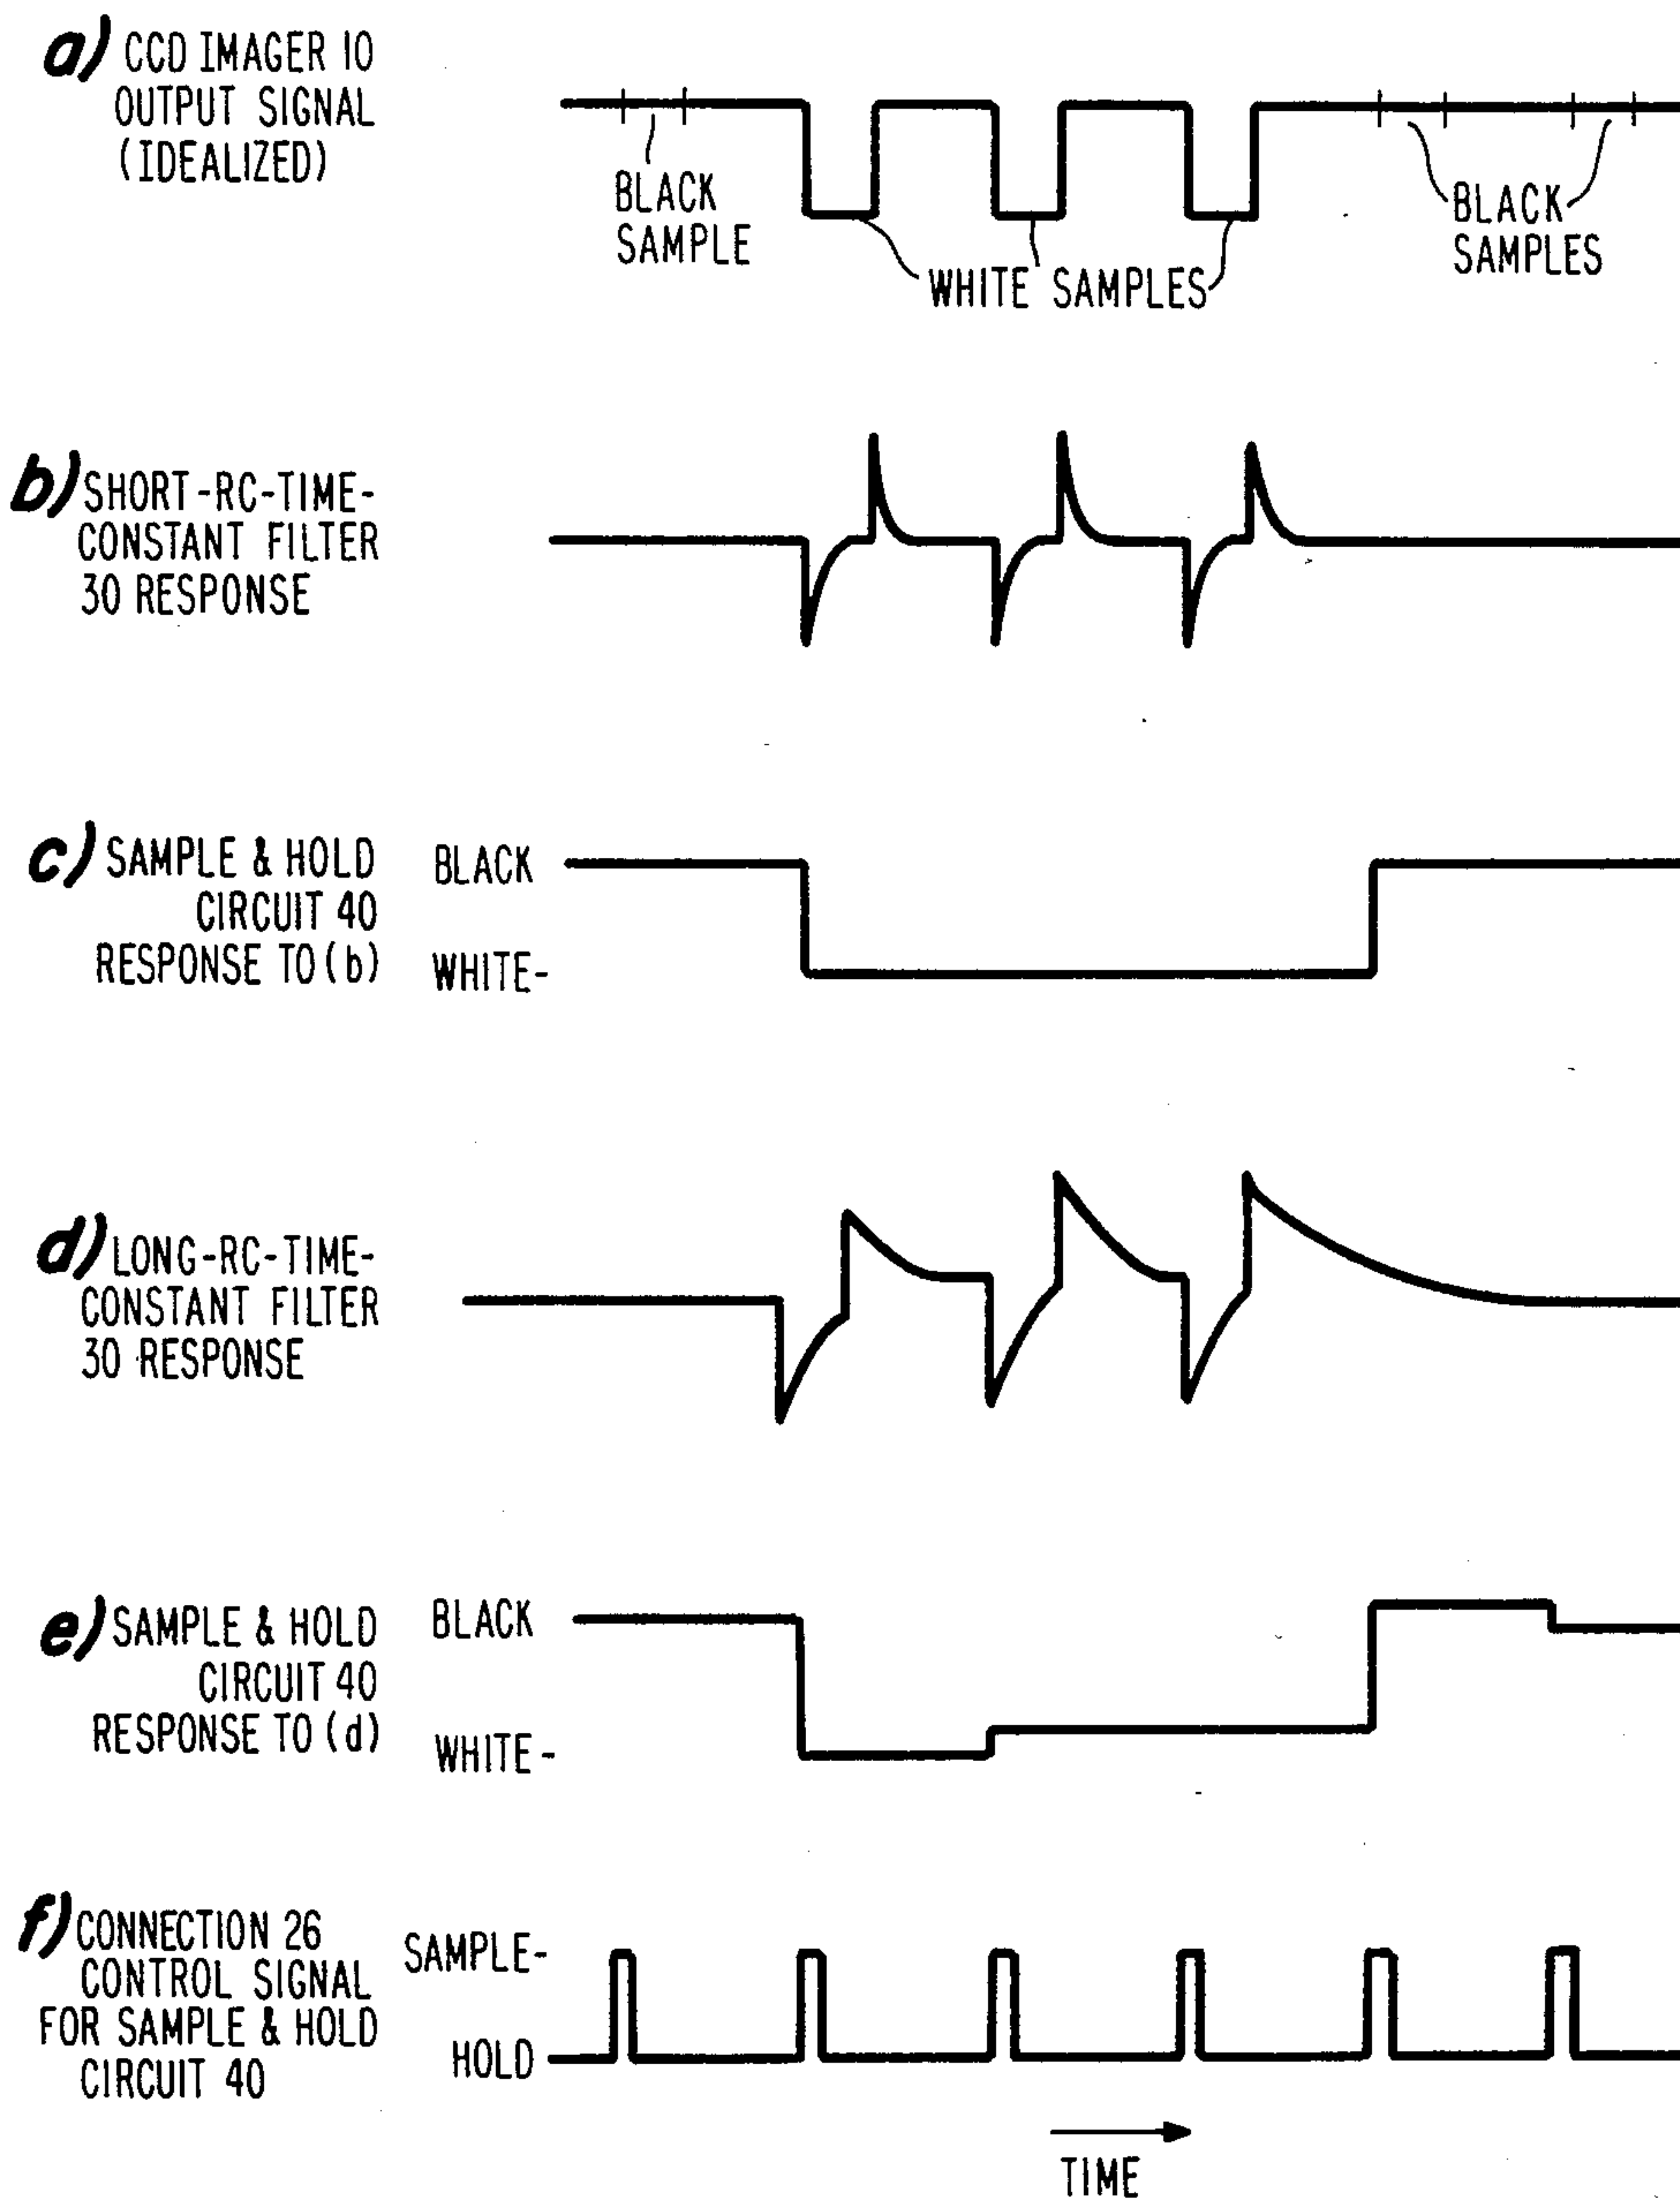 a) CCD IMAGER 10
OUTPUT SIGNAL
(IDEALIZED)
BLACK
SAMPLE
WHITE SAMPLES
BLACK
SAMPLES
b) SHORT-RC-TIME-
CONSTANT FILTER
30 RESPONSE
c) SAMPLE & HOLD
CIRCUIT 40
RESPONSE TO (b)
BLACK
WHITE-
d) LONG-RC-TIME-
CONSTANT FILTER
30 RESPONSE
e) SAMPLE & HOLD
CIRCUIT 40
RESPONSE TO (d)
BLACK
WHITE-
f) CONNECTION 26
CONTROL SIGNAL
FOR SAMPLE & HOLD
CIRCUIT 40
SAMPLE-
HOLD
TIME